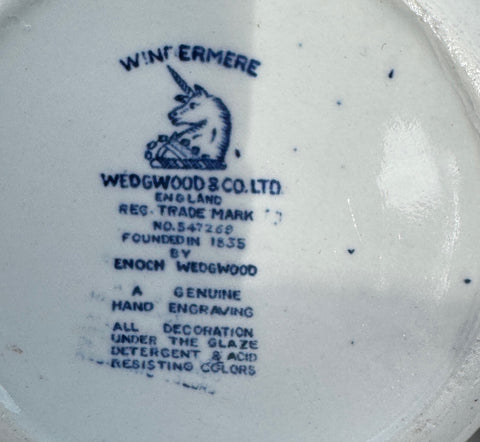 WINDERMERE
WEDGWOOD & CO. LTD.
ENGLAND
REG. TRADE MARK
NO. 547269
FOUNDED IN 1835
BY
ENOCH WEDGWOOD
A GENUINE
HAND ENGRAVING
ALL DECORATION
UNDER THE GLAZE
DETERGENT & ACID
RESISTING COLORS